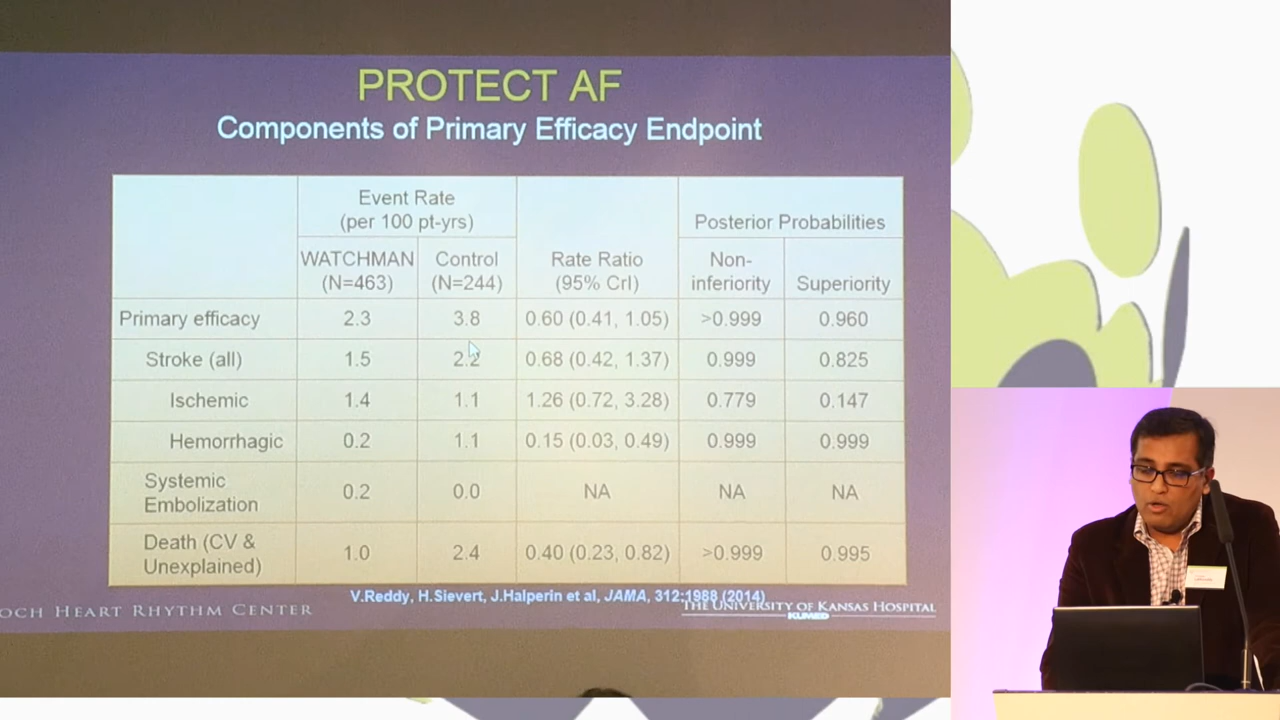 PROTECT AF
Components of Primary Efficacy Endpoint
Event Rate
(per 100 pt-yrs)
Posterior Probabilities
WATCHMAN
(N=463)
Control
(N=244)
Rate Ratio
(95% CrI)
Non-
inferiority
Superiority
Primary efficacy 2.3 3.8 0.60 (0.41, 1.05) >0.999 0.960
Stroke (all) 1.5 2.2 0.68 (0.42, 1.37) 0.999 0.825
Ischemic 1.4 1.1 1.26 (0.72, 3.28) 0.779 0.147
Hemorrhagic 0.2 1.1 0.15 (0.03, 0.49) 0.999 0.999
Systemic
Embolization 0.2 0.0 NA NA NA
Death (CV &
Unexplained) 1.0 2.4 0.40 (0.23, 0.82) >0.999 0.995
V.Reddy, H.Sievert, J.Halperin et al, JAMA, 312:1988 (2014)
OCH HEART RHYTHM CENTER
THE UNIVERSITY OF KANSAS HOSPITAL
KUMED